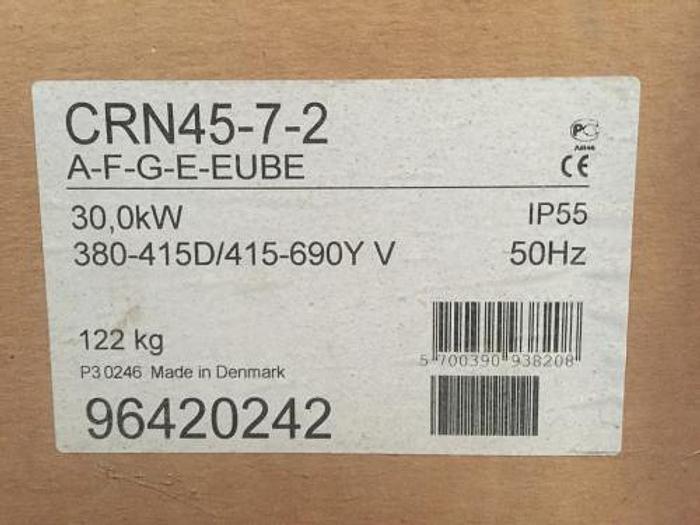 CRN45-7-2
A-F-G-E-EUBE
CE
30,0kW IP55
380-415D/415-690Y V 50Hz
122 kg
5 700390 938208
P3 0246 Made in Denmark
96420242